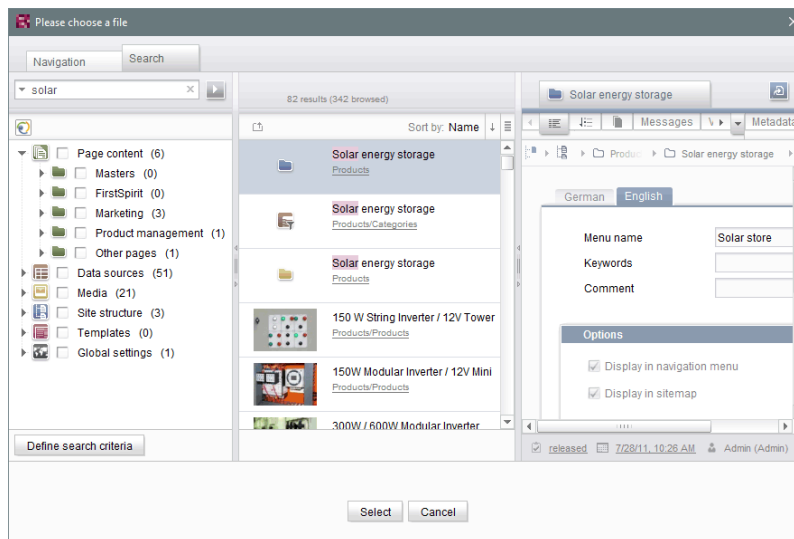 Please choose a file
Navigation
Search
solar
82 results (342 browsed)
Solar energy storage
Sort by: Name
Messages
Metadata
Page content (6)
Masters (0)
FirstSpirit (0)
Marketing (3)
Product management (1)
Other pages (1)
Data sources (51)
Media (21)
Site structure (3)
Templates (0)
Global settings (1)
Define search criteria
Solar energy storage
Products
Solar energy storage
Products/Categories
Solar energy storage
Products
150 W String Inverter / 12V Tower
Products/Products
150W Modular Inverter / 12V Mini
Products/Products
300W / 600W Modular Inverter
Produc Solar energy storage
German English
Menu name Solar store
Keywords
Comment
Options
Display in navigation menu
Display in sitemap
released 7/28/11, 10:26 AM Admin (Admin)
Select Cancel